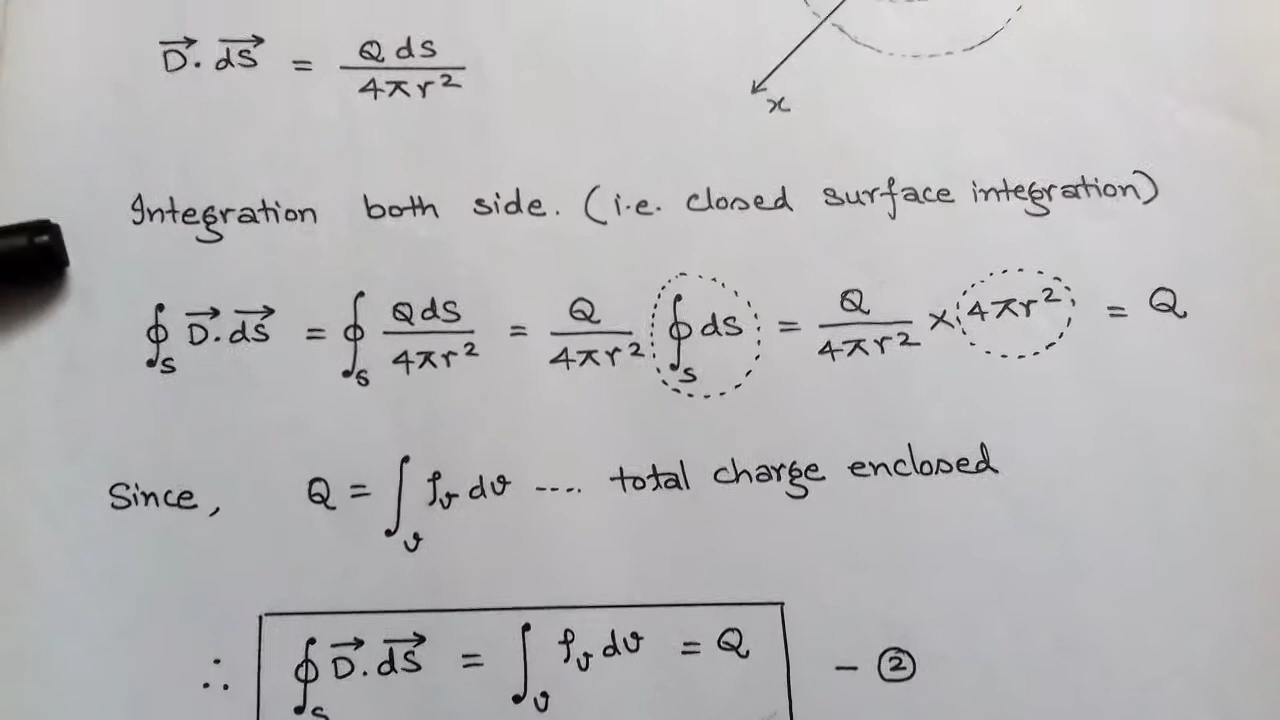 D⃗. dS⃗ = Q ds / 4πr²
x
Integration both side. (i.e. closed surface integration)
∮s D⃗. dS⃗ = ∮s Q ds / 4πr² = Q / 4πr² ∮s ds = Q / 4πr² × 4πr² = Q
Since, Q = ∫v ρv dv .... total charge enclosed
∴ ∮s D⃗. dS⃗ = ∫v ρv dv = Q - ②